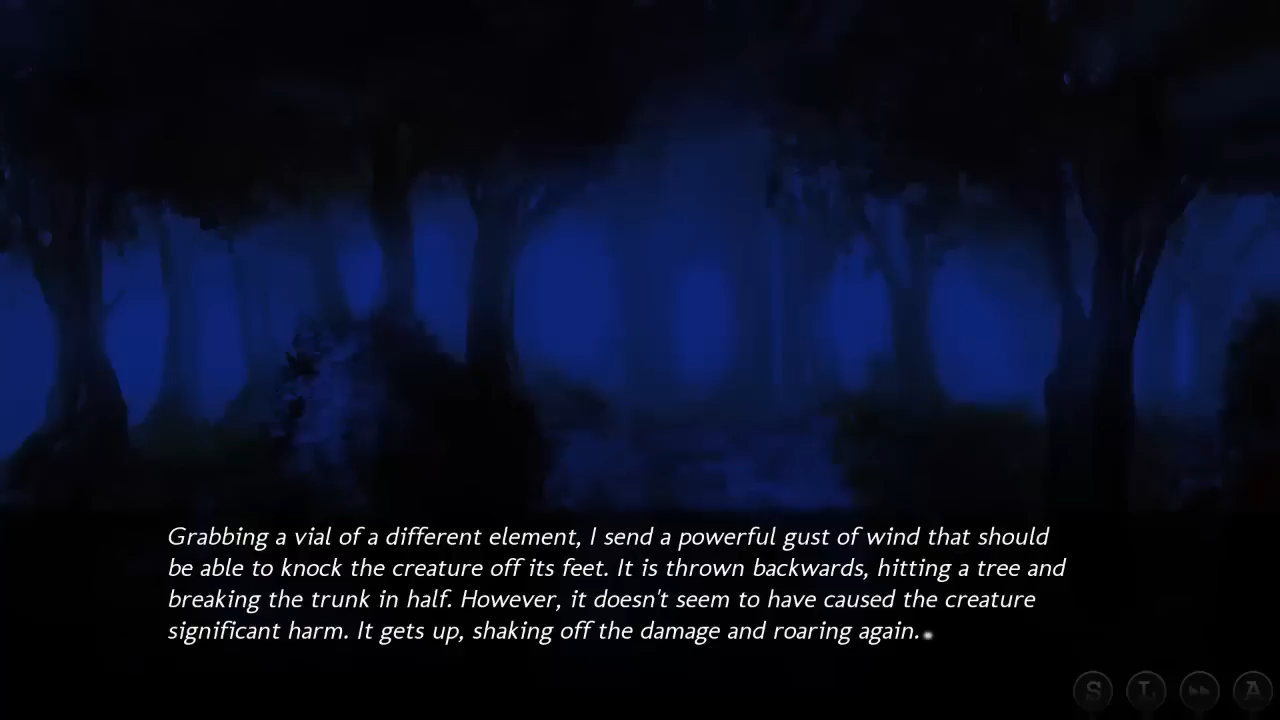 Grabbing a vial of a different element, I send a powerful gust of wind that should
be able to knock the creature off its feet. It is thrown backwards, hitting a tree and
breaking the trunk in half. However, it doesn't seem to have caused the creature
significant harm. It gets up, shaking off the damage and roaring again.
S L A